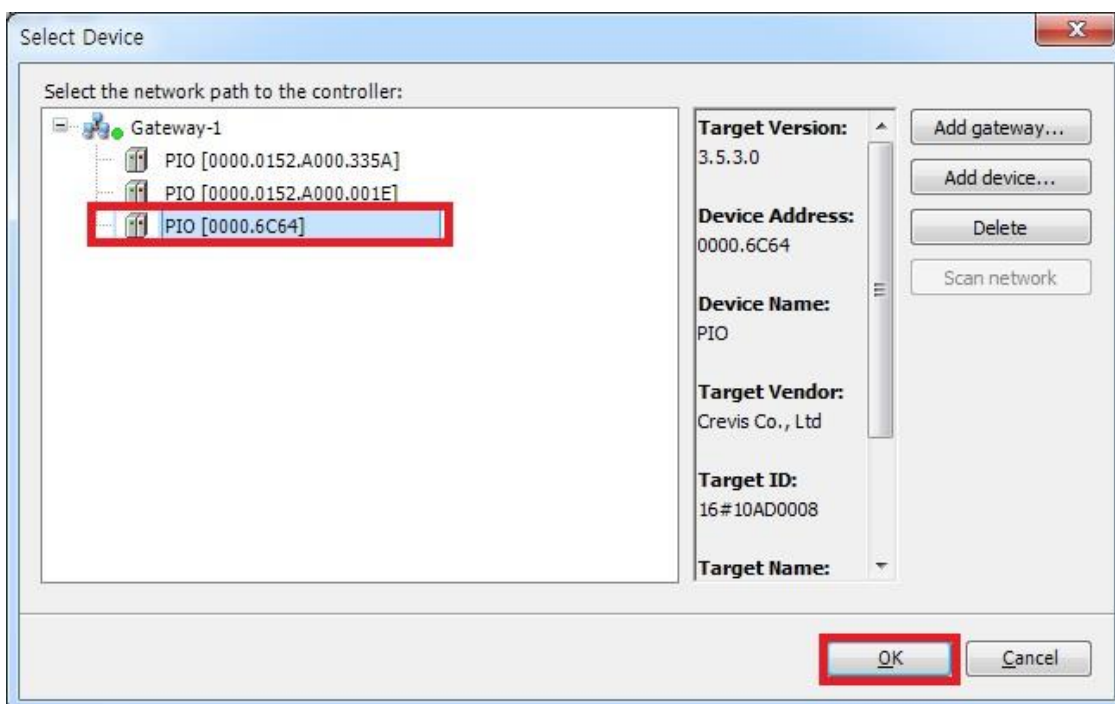 Select Device
Select the network path to the controller:
Gateway-1
PIO [0000.0152.A000.335A]
PIO [0000.0152.A000.001E]
PIO [0000.6C64]
Target Version:
3.5.3.0
Device Address:
0000.6C64
Device Name:
PIO
Target Vendor:
Crevis Co., Ltd
Target ID:
16#10AD0008
Target Name:
Add gateway...
Add device...
Delete
Scan network
OK
Cancel